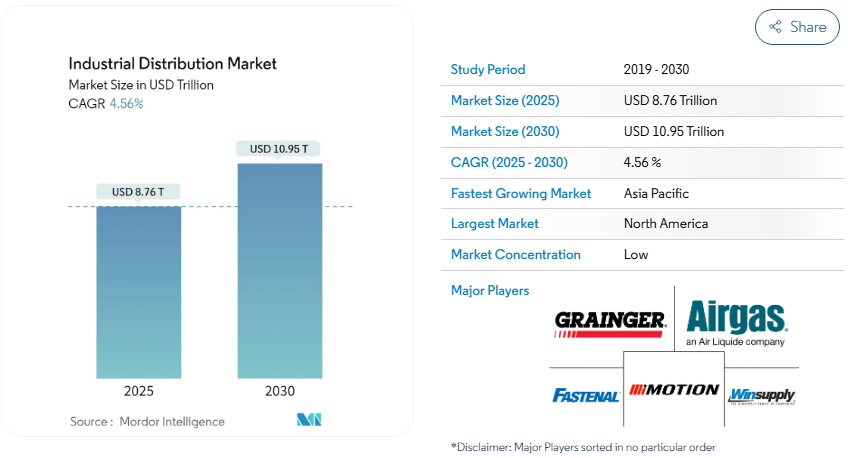 Share
Industrial Distribution Market
Market Size in USD Trillion
CAGR 4.56%
USD 8.76 T
USD 10.95 T
2025
2030
Source : Mordor Intelligence
Study Period 2019 - 2030
Market Size (2025) USD 8.76 Trillion
Market Size (2030) USD 10.95 Trillion
CAGR (2025 - 2030) 4.56 %
Fastest Growing Market Asia Pacific
Largest Market North America
Market Concentration Low
Major Players
GRAINGER
Airgas
an Air Liquide company
FASTENAL
MOTION
Winsupply
*Disclaimer: Major Players sorted in no particular order